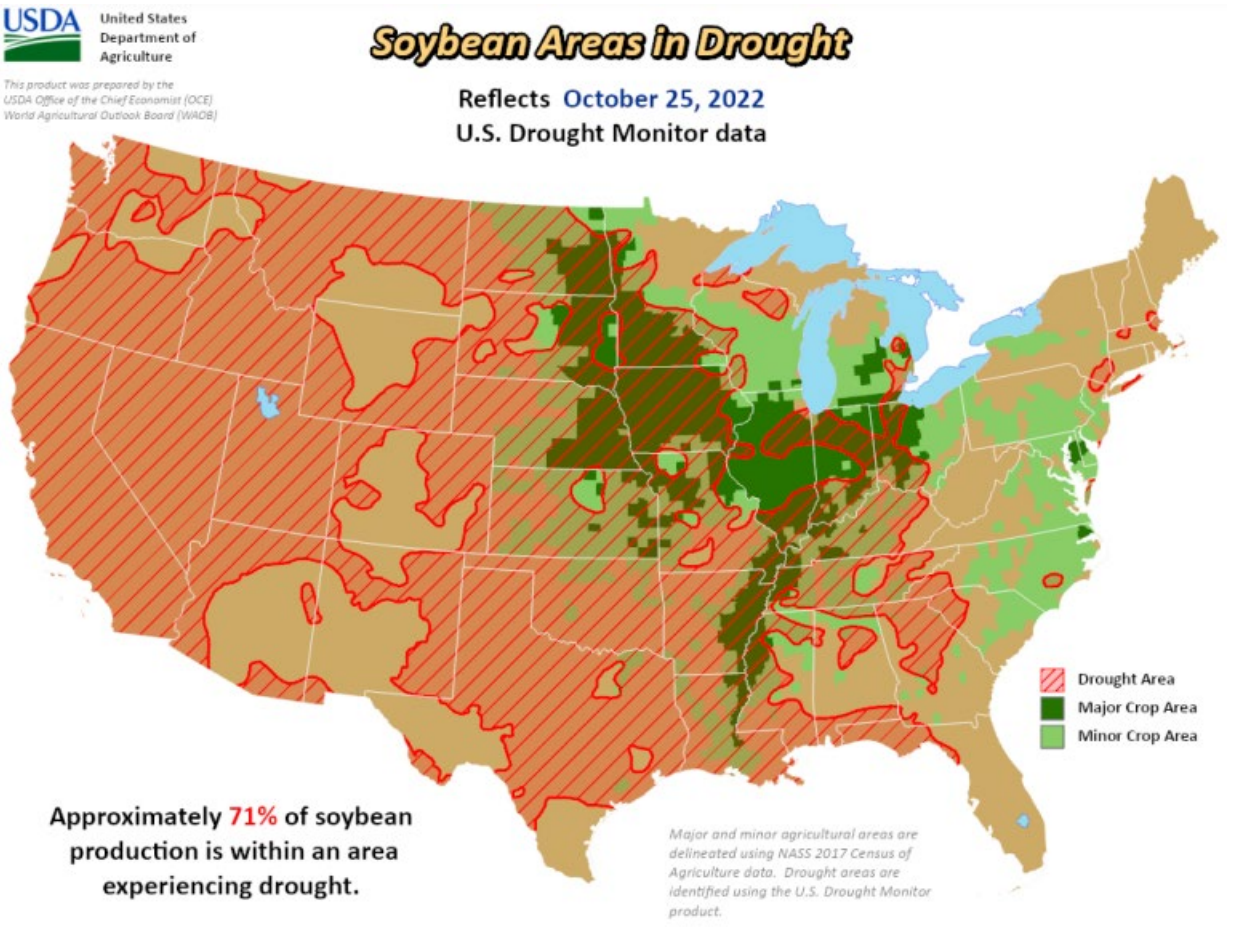 USDA
United States
Department of
Agriculture
This product was prepared by the
USDA Office of the Chief Economist (OCE)
World Agricultural Outlook Board (WAOB)
Soybean Areas in Drought
Reflects October 25, 2022
U.S. Drought Monitor data
Drought Area
Major Crop Area
Minor Crop Area
Approximately 71% of soybean
production is within an area
experiencing drought.
Major and minor agricultural areas are
delineated using NASS 2017 Census of
Agriculture data. Drought areas are
identified using the U.S. Drought Monitor
product.